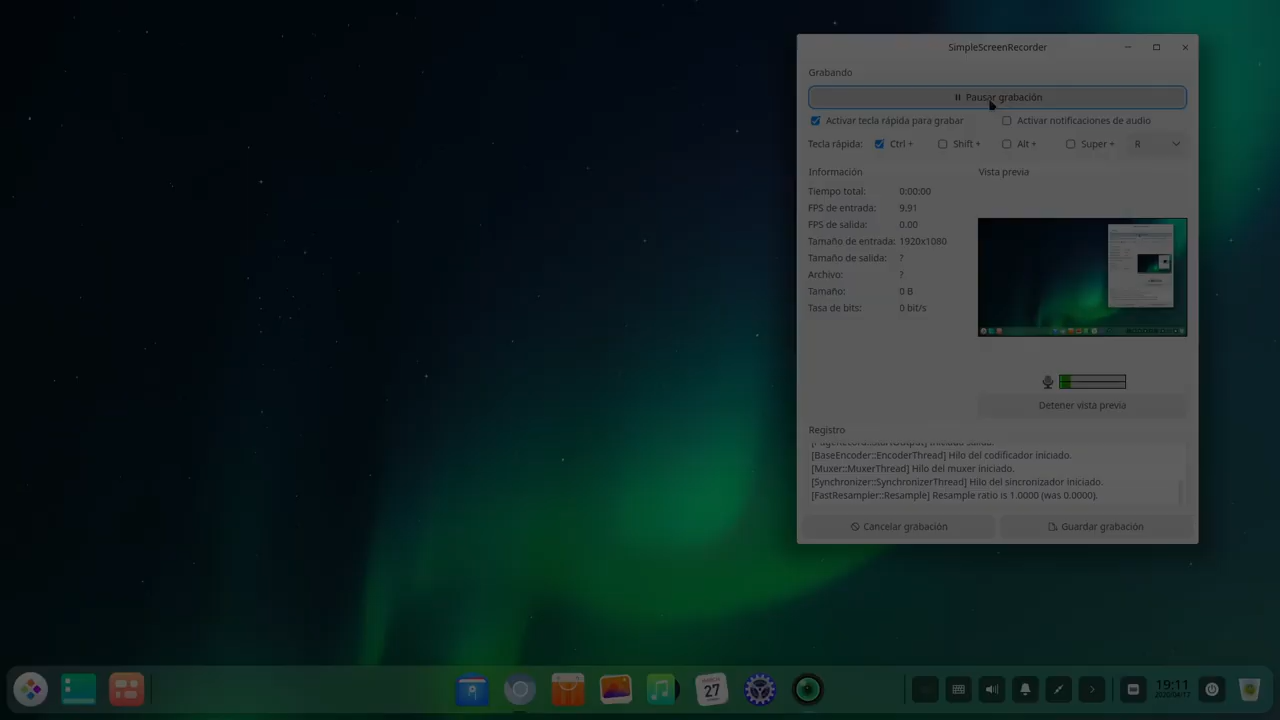 SimpleScreenRecorder
Grabando
Pausar grabación
Activar tecla rápida para grabar
Activar notificaciones de audio
Tecla rápida: Ctrl + Shift + Alt + Super + R
Información
Vista previa
Tiempo total: 0:00:00
FPS de entrada: 9.91
FPS de salida: 0.00
Tamaño de entrada: 1920x1080
Tamaño de salida: ?
Archivo: ?
Tamaño: 0 B
Tasa de bits: 0 bit/s
Detener vista previa
Registro
[BaseEncoder::EncoderThread] Hilo del codificador iniciado.
[Muxer::MuxerThread] Hilo del muxer iniciado.
[Synchronizer::SynchronizerThread] Hilo del sincronizador iniciado.
[FastResampler::Resample] Resample ratio is 1.0000 (was 0.0000).
Cancelar grabación
Guardar grabación
27
19:11